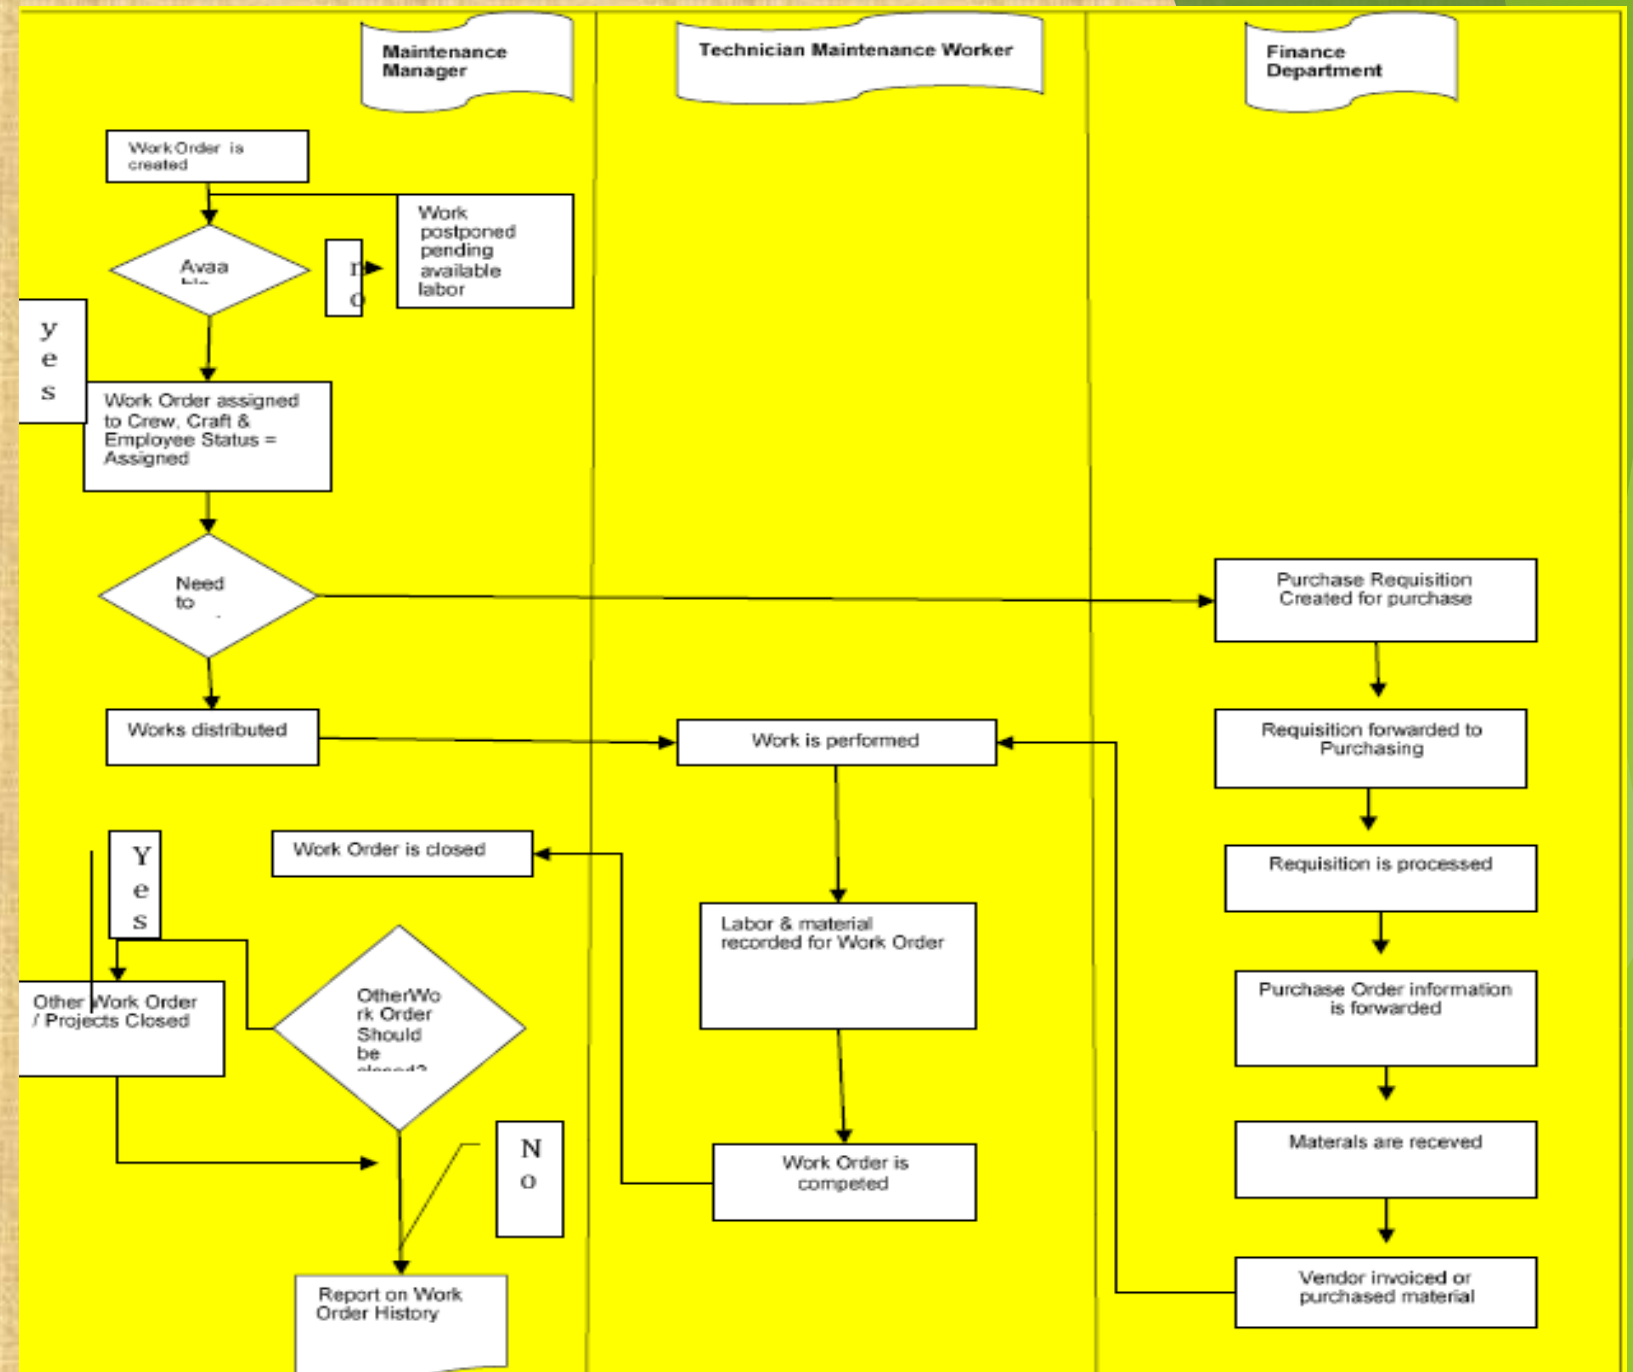 Maintenance
Manager
Technician Maintenance Worker
Finance
Department
Work Order is
created
Work
postponed
pending
available
labor
Avaa
n
o
y
e
s
Work Order assigned
to Crew, Craft &
Employee Status =
Assigned
Need
to
Purchase Requisition
Created for purchase
Works distributed
Work is performed
Requisition forwarded to
Purchasing
Y
e
s
Work Order is closed
Requisition is processed
Labor & material
recorded for Work Order
Other Work Order
/ Projects Closed
OtherWo
rk Order
Should
be
closed?
Purchase Order information
is forwarded
N
o
Materals are receved
Work Order is
competed
Vendor invoiced or
purchased material
Report on Work
Order History